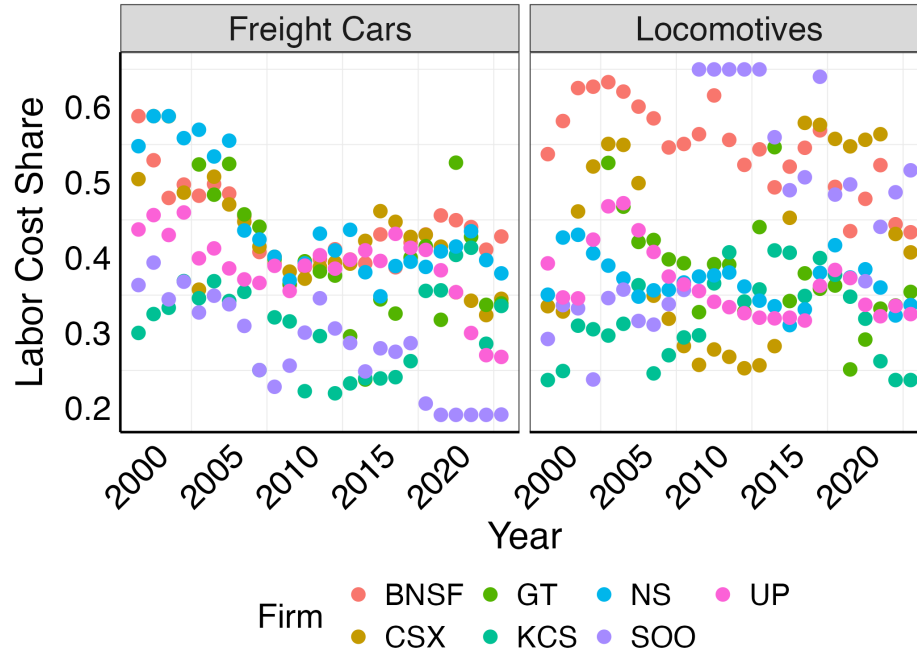 Freight Cars Locomotives
Labor Cost Share
0.6
0.5
0.4
0.3
0.2
2000 2005 2010 2015 2020 2000 2005 2010 2015 2020
Year
Firm
BNSF GT NS UP
CSX KCS SOO